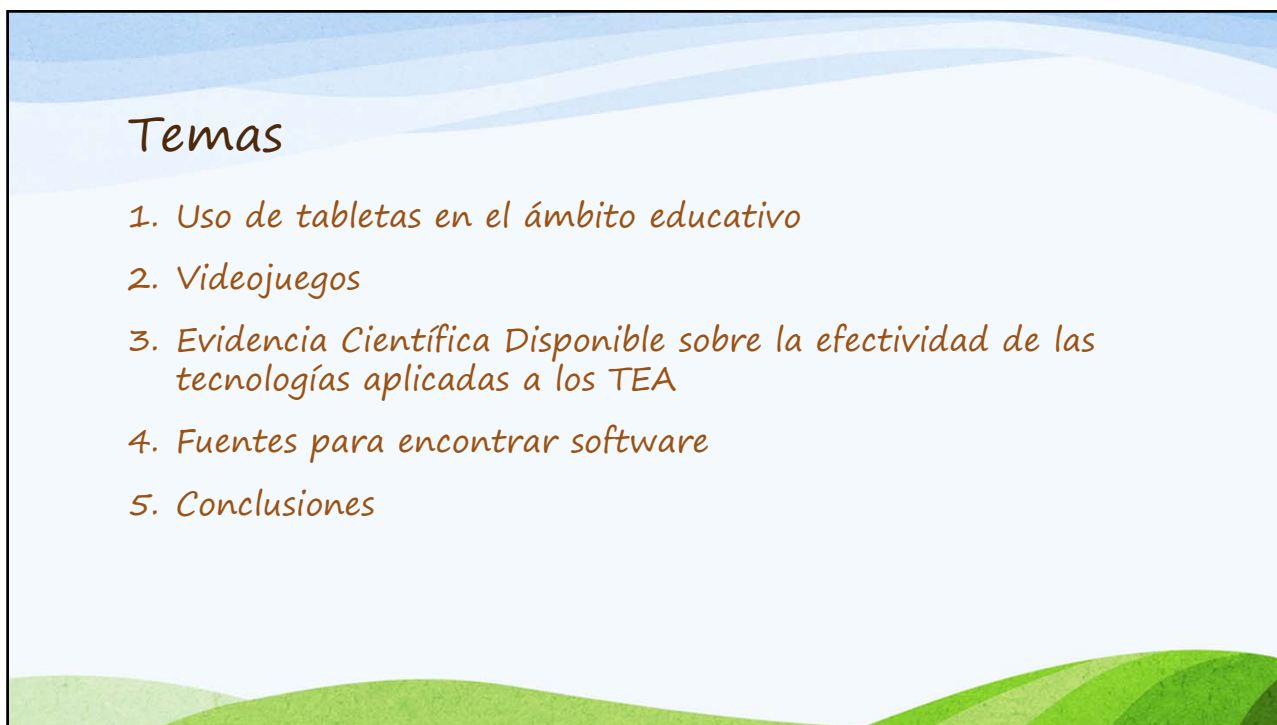 Temas
1. Uso de tabletas en el ámbito educativo
2. Videojuegos
3. Evidencia Científica Disponible sobre la efectividad de las
tecnologías aplicadas a los TEA
4. Fuentes para encontrar software
5. Conclusiones